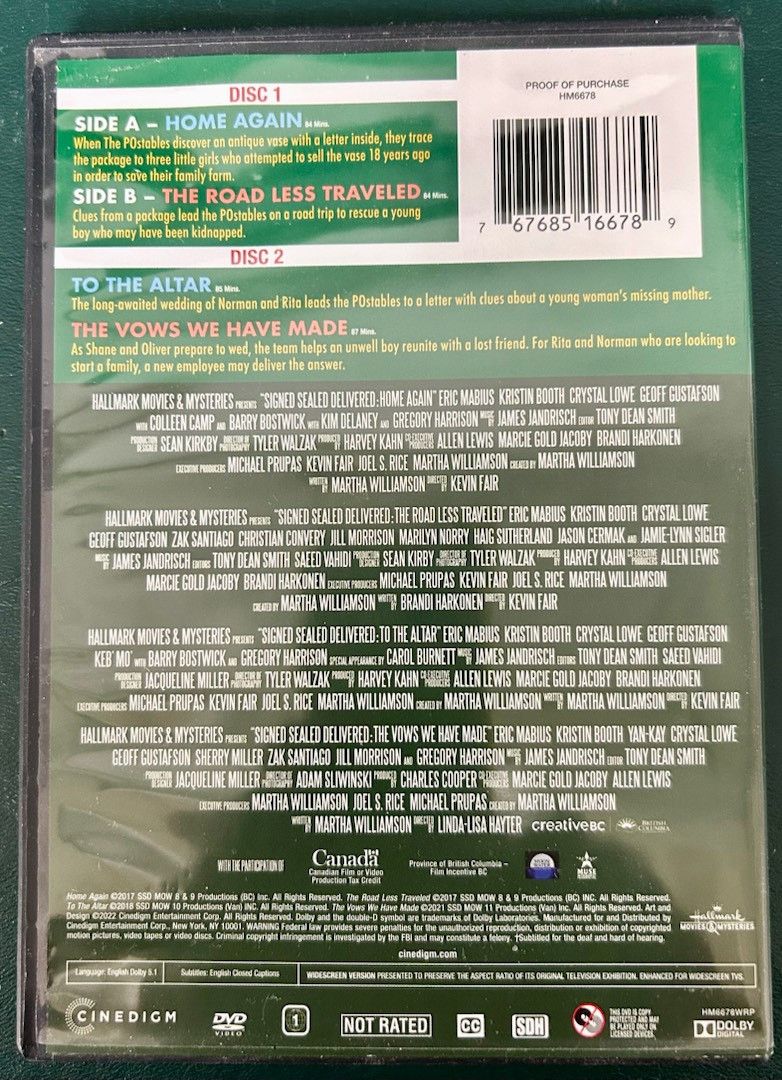 DISC 1
SIDE A – HOME AGAIN 84 Mins.
When The POstables discover an antique vase with a letter inside, they trace
the package to three little girls who attempted to sell the vase 18 years ago
in order to save their family farm.
SIDE B – THE ROAD LESS TRAVELED 84 Mins.
Clues from a package lead the POstables on a road trip to rescue a young
boy who may have been kidnapped.
PROOF OF PURCHASE
HM6678
7 67685 16678 9
DISC 2
TO THE ALTAR 85 Mins.
The long-awaited wedding of Norman and Rita leads the POstables to a letter with clues about a young woman's missing mother.
THE VOWS WE HAVE MADE 87 Mins.
As Shane and Oliver prepare to wed, the team helps an unwell boy reunite with a lost friend. For Rita and Norman who are looking to
start a family, a new employee may deliver the answer.
HALLMARK MOVIES & MYSTERIES PRESENTS "SIGNED SEALED DELIVERED: HOME AGAIN" ERIC MABIUS KRISTIN BOOTH CRYSTAL LOWE GEOFF GUSTAFSON
WITH COLLEEN CAMP AND BARRY BOSTWICK WITH KIM DELANEY AND GREGORY HARRISON MUSIC BY JAMES JANDRISCH EDITOR TONY DEAN SMITH
PRODUCTION DESIGNER SEAN KIRKBY DIRECTOR OF PHOTOGRAPHY TYLER WALZAK PRODUCED BY HARVEY KAHN CO-EXECUTIVE PRODUCERS ALLEN LEWIS MARCIE GOLD JACOBY BRANDI HARKONEN
EXECUTIVE PRODUCERS MICHAEL PRUPAS KEVIN FAIR JOEL S. RICE MARTHA WILLIAMSON CREATED BY MARTHA WILLIAMSON
WRITTEN BY MARTHA WILLIAMSON DIRECTED BY KEVIN FAIR
HALLMARK MOVIES & MYSTERIES PRESENTS "SIGNED SEALED DELIVERED: THE ROAD LESS TRAVELED" ERIC MABIUS KRISTIN BOOTH CRYSTAL LOWE
GEOFF GUSTAFSON ZAK SANTIAGO CHRISTIAN CONVERY JILL MORRISON MARILYN NORRY HAIG SUTHERLAND JASON CERMAK AND JAMIE-LYNN SIGLER
MUSIC BY JAMES JANDRISCH EDITORS TONY DEAN SMITH SAEED VAHIDI PRODUCTION DESIGNER SEAN KIRBY DIRECTOR OF PHOTOGRAPHY TYLER WALZAK PRODUCED BY HARVEY KAHN CO-EXECUTIVE PRODUCERS ALLEN LEWIS
MARCIE GOLD JACOBY BRANDI HARKONEN EXECUTIVE PRODUCERS MICHAEL PRUPAS KEVIN FAIR JOEL S. RICE MARTHA WILLIAMSON
CREATED BY MARTHA WILLIAMSON WRITTEN BY BRANDI HARKONEN DIRECTED BY KEVIN FAIR
HALLMARK MOVIES & MYSTERIES PRESENTS "SIGNED SEALED DELIVERED: TO THE ALTAR" ERIC MABIUS KRISTIN BOOTH CRYSTAL LOWE GEOFF GUSTAFSON
KEB' MO' WITH BARRY BOSTWICK AND GREGORY HARRISON SPECIAL APPEARANCE BY CAROL BURNETT MUSIC BY JAMES JANDRISCH EDITORS TONY DEAN SMITH SAEED VAHIDI
PRODUCTION DESIGNER JACQUELINE MILLER DIRECTOR OF PHOTOGRAPHY TYLER WALZAK PRODUCED BY HARVEY KAHN CO-EXECUTIVE PRODUCERS ALLEN LEWIS MARCIE GOLD JACOBY BRANDI HARKONEN
EXECUTIVE PRODUCERS MICHAEL PRUPAS KEVIN FAIR JOEL S. RICE MARTHA WILLIAMSON CREATED BY MARTHA WILLIAMSON WRITTEN BY MARTHA WILLIAMSON DIRECTED BY KEVIN FAIR
HALLMARK MOVIES & MYSTERIES PRESENTS "SIGNED SEALED DELIVERED: THE VOWS WE HAVE MADE" ERIC MABIUS KRISTIN BOOTH YAN-KAY CRYSTAL LOWE
GEOFF GUSTAFSON SHERRY MILLER ZAK SANTIAGO JILL MORRISON AND GREGORY HARRISON MUSIC BY JAMES JANDRISCH EDITOR TONY DEAN SMITH
PRODUCTION DESIGNER JACQUELINE MILLER DIRECTOR OF PHOTOGRAPHY ADAM SLIWINSKI PRODUCED BY CHARLES COOPER CO-EXECUTIVE PRODUCERS MARCIE GOLD JACOBY ALLEN LEWIS
EXECUTIVE PRODUCERS MARTHA WILLIAMSON JOEL S. RICE MICHAEL PRUPAS CREATED BY MARTHA WILLIAMSON
WRITTEN BY MARTHA WILLIAMSON DIRECTED BY LINDA-LISA HAYTER creativeBC BRITISH COLUMBIA
WITH THE PARTICIPATION OF
Canada
Canadian Film or Video
Production Tax Credit
Province of British Columbia –
Film Incentive BC
MOON WATER
MUSE
Home Again ©2017 SSD MOW 8 & 9 Productions (BC) Inc. All Rights Reserved. The Road Less Traveled ©2017 SSD MOW 8 & 9 Productions (BC) INC. All Rights Reserved.
To The Altar ©2018 SSD MOW 10 Productions (Van) INC. All Rights Reserved. The Vows We Have Made ©2021 SSD MOW 11 Productions (Van) Inc. All Rights Reserved. Art and
Design ©2022 Cinedigm Entertainment Corp. All Rights Reserved. Dolby and the double-D symbol are trademarks of Dolby Laboratories. Manufactured for and Distributed by
Cinedigm Entertainment Corp., New York, NY 10001. WARNING Federal law provides severe penalties for the unauthorized reproduction, distribution or exhibition of copyrighted
motion pictures, video tapes or video discs. Criminal copyright infringement is investigated by the FBI and may constitute a felony. †Subtitled for the deaf and hard of hearing.
Hallmark
MOVIES & MYSTERIES
cinedigm.com
Language: English Dolby 5.1
Subtitles: English Closed Captions
WIDESCREEN VERSION PRESENTED TO PRESERVE THE ASPECT RATIO OF ITS ORIGINAL TELEVISION EXHIBITION. ENHANCED FOR WIDESCREEN TVS.
CINEDIGM
DVD
VIDEO
1
NOT RATED
CC
SDH
THIS DVD IS COPY
PROTECTED AND MAY
BE PLAYED ONLY ON
LICENSED DEVICES.
HM6678WRP
DOLBY
DIGITAL